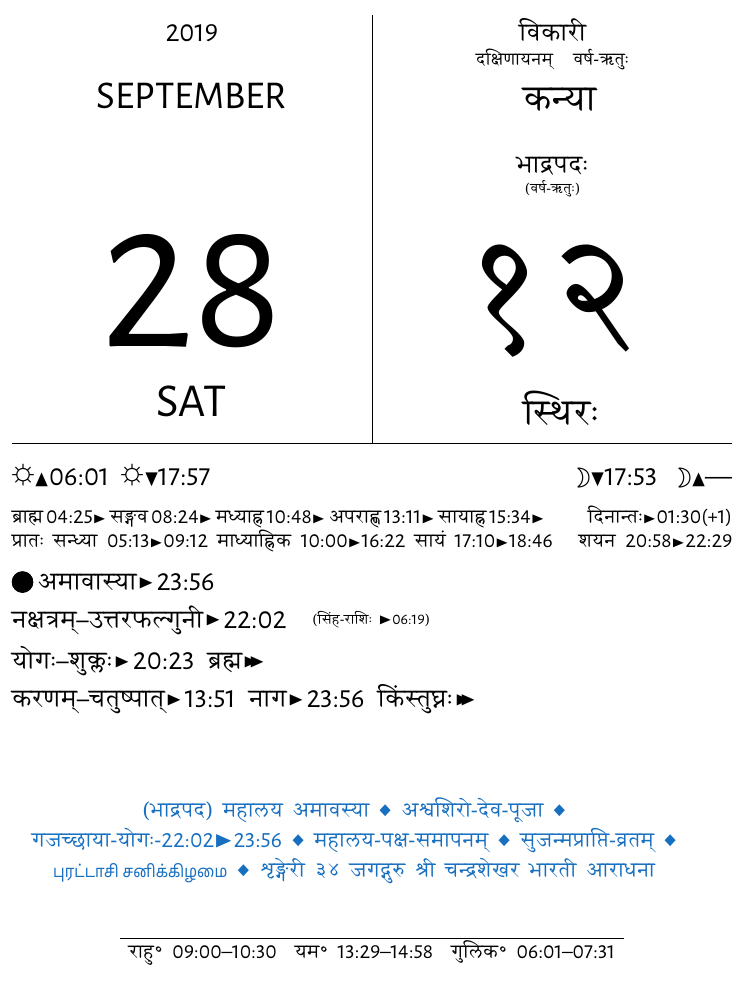 2019
SEPTEMBER
28
SAT
विकारी
दक्षिणायनम् वर्ष-ऋतुः
कन्या
भाद्रपदः
(वर्ष-ऋतुः)
१२
स्थिरः
☼▲06:01 ☼▼17:57 ☽▼17:53 ☽▲—
ब्राह्म 04:25► सङ्गव 08:24► मध्याह्न 10:48► अपराह्ण 13:11► सायाह्न 15:34► दिनान्तः►01:30(+1)
प्रातः सन्ध्या 05:13►09:12 माध्याह्निक 10:00►16:22 सायं 17:10►18:46 शयन 20:58►22:29
● अमावास्या►23:56
नक्षत्रम्–उत्तरफल्गुनी►22:02 (सिंह-राशिः ►06:19)
योगः–शुक्लः►20:23 ब्रह्म►►
करणम्–चतुष्पात्►13:51 नाग►23:56 किंस्तुघ्नः►►
(भाद्रपद) महालय अमावस्या ◆ अश्वशिरो-देव-पूजा ◆
गजच्छाया-योगः-22:02►23:56 ◆ महालय-पक्ष-समापनम् ◆ सुजन्मप्राप्ति-व्रतम् ◆
புரட்டாசி சனிக்கிழமை ◆ शृङ्गेरी ३४ जगद्गुरु श्री चन्द्रशेखर भारती आराधना
राहु° 09:00–10:30 यम° 13:29–14:58 गुलिक° 06:01–07:31